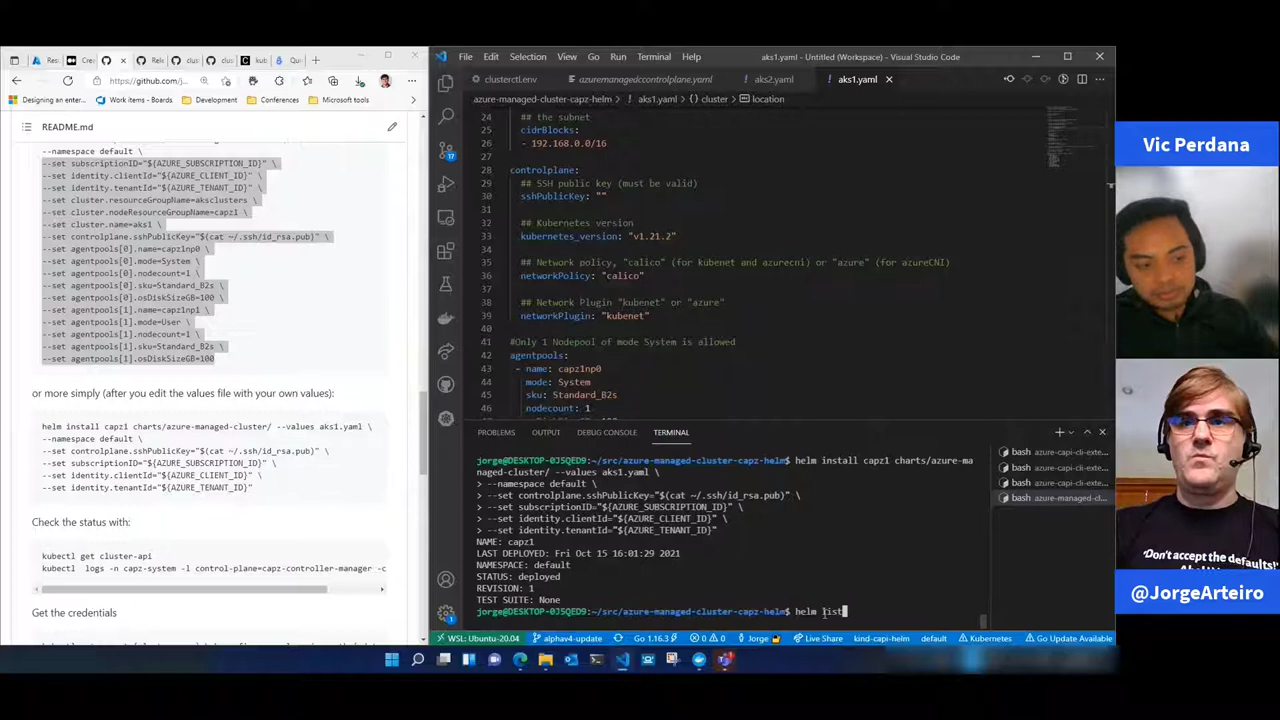 File Edit Selection View Go Run Terminal Help
aks1.yaml - Untitled (Workspace) - Visual Studio Code
https://github.com/j...
Designing an enter...
Work items - Boards
Development
Conferences
Microsoft tools
README.md
--namespace default \
--set subscriptionID="${AZURE_SUBSCRIPTION_ID}" \
--set identity.clientId="${AZURE_CLIENT_ID}" \
--set identity.tenantId="${AZURE_TENANT_ID}" \
--set cluster.resourceGroupName=aksclusters \
--set cluster.nodeResourceGroupName=capz1 \
--set cluster.name=aks1 \
--set controlplane.sshPublicKey="$(cat ~/.ssh/id_rsa.pub)" \
--set agentpools[0].name=capz1np0 \
--set agentpools[0].mode=System \
--set agentpools[0].nodecount=1 \
--set agentpools[0].sku=Standard_B2s \
--set agentpools[0].osDiskSizeGB=100 \
--set agentpools[1].name=capz1np1 \
--set agentpools[1].mode=User \
--set agentpools[1].nodecount=1 \
--set agentpools[1].sku=Standard_B2s \
--set agentpools[1].osDiskSizeGB=100
or more simply (after you edit the values file with your own values):
helm install capz1 charts/azure-managed-cluster/ --values aks1.yaml \
--namespace default \
--set controlplane.sshPublicKey="$(cat ~/.ssh/id_rsa.pub)" \
--set subscriptionID="${AZURE_SUBSCRIPTION_ID}" \
--set identity.clientId="${AZURE_CLIENT_ID}" \
--set identity.tenantId="${AZURE_TENANT_ID}"
Check the status with:
kubectl get cluster-api
kubectl logs -n capz-system -l control-plane=capz-controller-manager -c
Get the credentials
clusterctl.env
azuremanagedcontrolplane.yaml
aks2.yaml
aks1.yaml
azure-managed-cluster-capz-helm > aks1.yaml > {} cluster > location
24 ## the subnet
25 cidrBlocks:
26 - 192.168.0.0/16
27
28 controlplane:
29 ## SSH public key (must be valid)
30 sshPublicKey: ""
31
32 ## Kubernetes version
33 kubernetes_version: "v1.21.2"
34
35 ## Network policy, "calico" (for kubenet and azurecni) or "azure" (for azureCNI)
36 networkPolicy: "calico"
37
38 ## Network Plugin "kubenet" or "azure"
39 networkPlugin: "kubenet"
40
41 #Only 1 Nodepool of mode System is allowed
42 agentpools:
43 - name: capz1np0
44 mode: System
45 sku: Standard_B2s
46 nodecount: 1
17
PROBLEMS OUTPUT DEBUG CONSOLE TERMINAL
jorge@DESKTOP-0J5QED9:~/src/azure-managed-cluster-capz-helm$ helm install capz1 charts/azure-ma
naged-cluster/ --values aks1.yaml \
> --namespace default \
> --set controlplane.sshPublicKey="$(cat ~/.ssh/id_rsa.pub)" \
> --set subscriptionID="${AZURE_SUBSCRIPTION_ID}" \
> --set identity.clientId="${AZURE_CLIENT_ID}" \
> --set identity.tenantId="${AZURE_TENANT_ID}"
NAME: capz1
LAST DEPLOYED: Fri Oct 15 16:01:29 2021
NAMESPACE: default
STATUS: deployed
REVISION: 1
TEST SUITE: None
jorge@DESKTOP-0J5QED9:~/src/azure-managed-cluster-capz-helm$ helm list
bash azure-capi-cli-exte...
bash azure-capi-cli-exte...
bash azure-capi-cli-exte...
bash azure-managed-cl...
WSL: Ubuntu-20.04 alphav4-update Go 1.16.3 0 0 Jorge Live Share kind-capi-helm default Kubernetes Go Update Available
Vic Perdana
"Don't accept the defaults!"
@JorgeArteiro